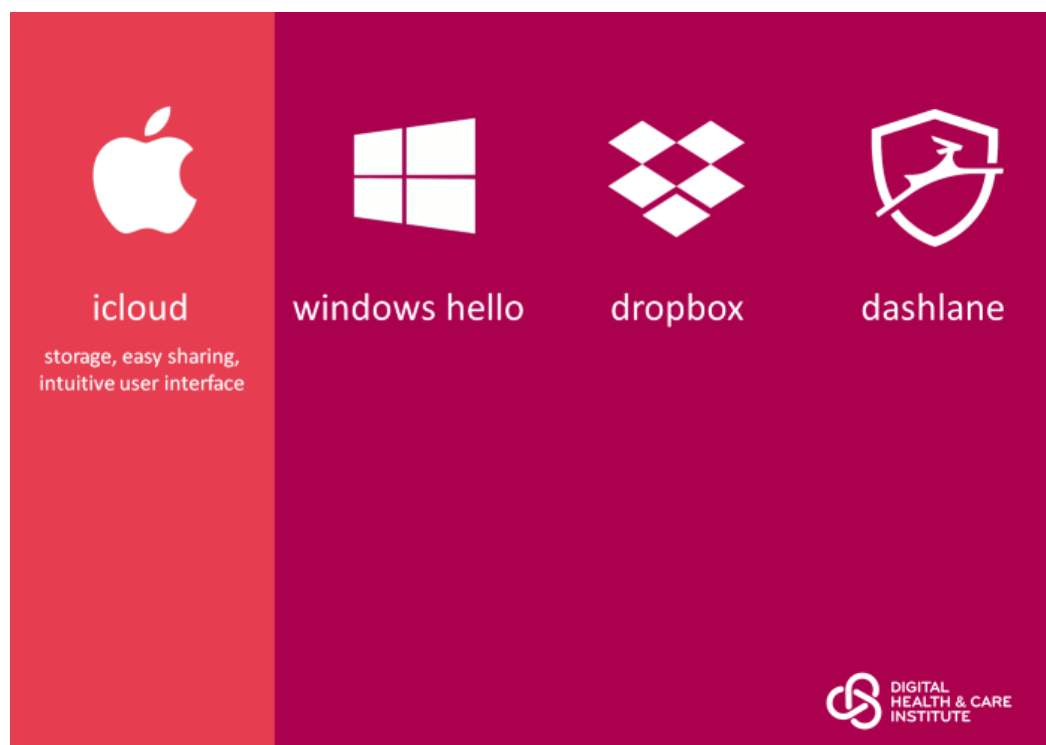 icloud
storage, easy sharing,
intuitive user interface
windows hello
dropbox
dashlane
DIGITAL
HEALTH & CARE
INSTITUTE